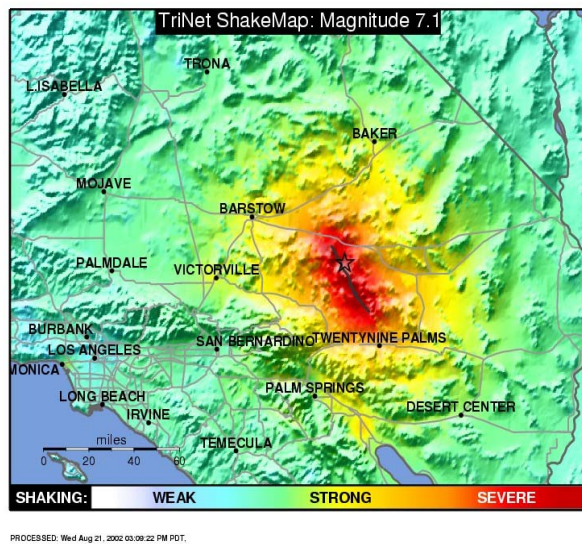 TriNet ShakeMap: Magnitude 7.1
TRONA
L.ISABELLA
BAKER
MOJAVE
BARSTOW
PALMDALE
VICTORVILLE
BURBANK
SAN BERNARDINO
TWENTYNINE PALMS
LOS ANGELES
MONICA
PALM SPRINGS
LONG BEACH
DESERT CENTER
IRVINE
miles
TEMECULA
0 20 40 60
SHAKING: WEAK STRONG SEVERE
PROCESSED: Wed Aug 21, 2002 03:09:22 PM PDT,